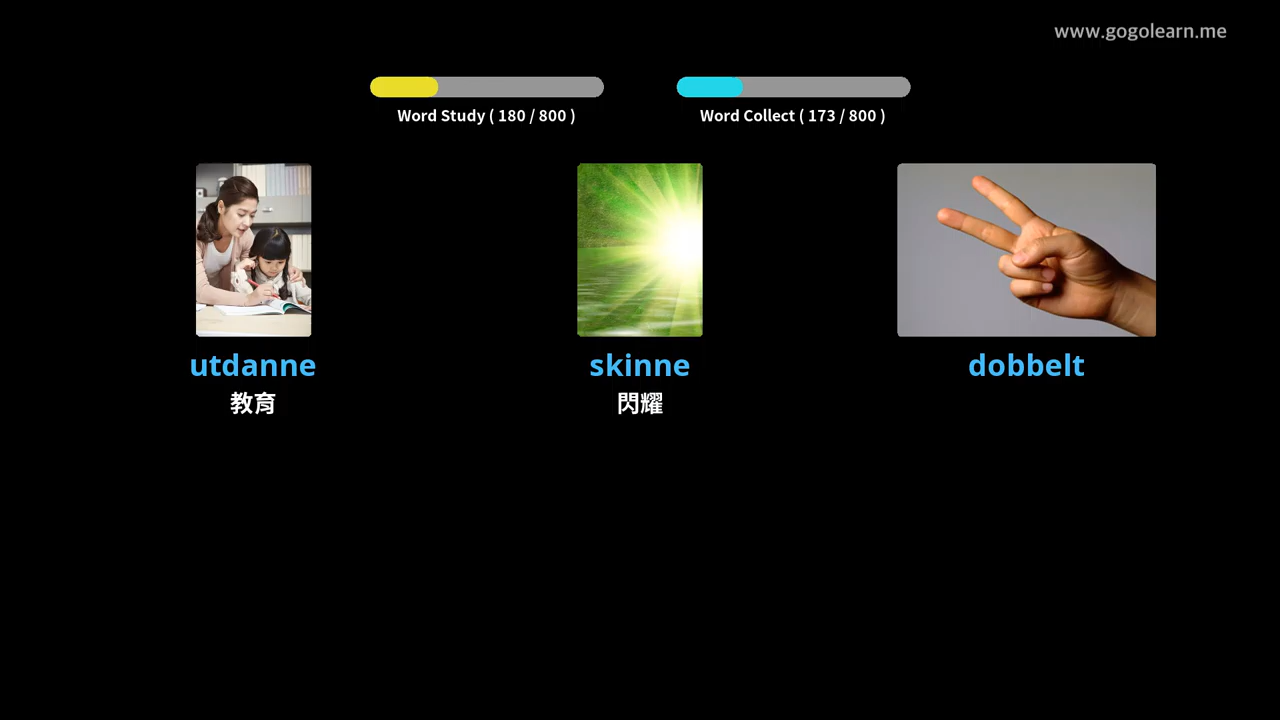 www.gogolearn.me
Word Study ( 180 / 800 )
Word Collect ( 173 / 800 )
utdanne
教育
skinne
閃耀
dobbelt